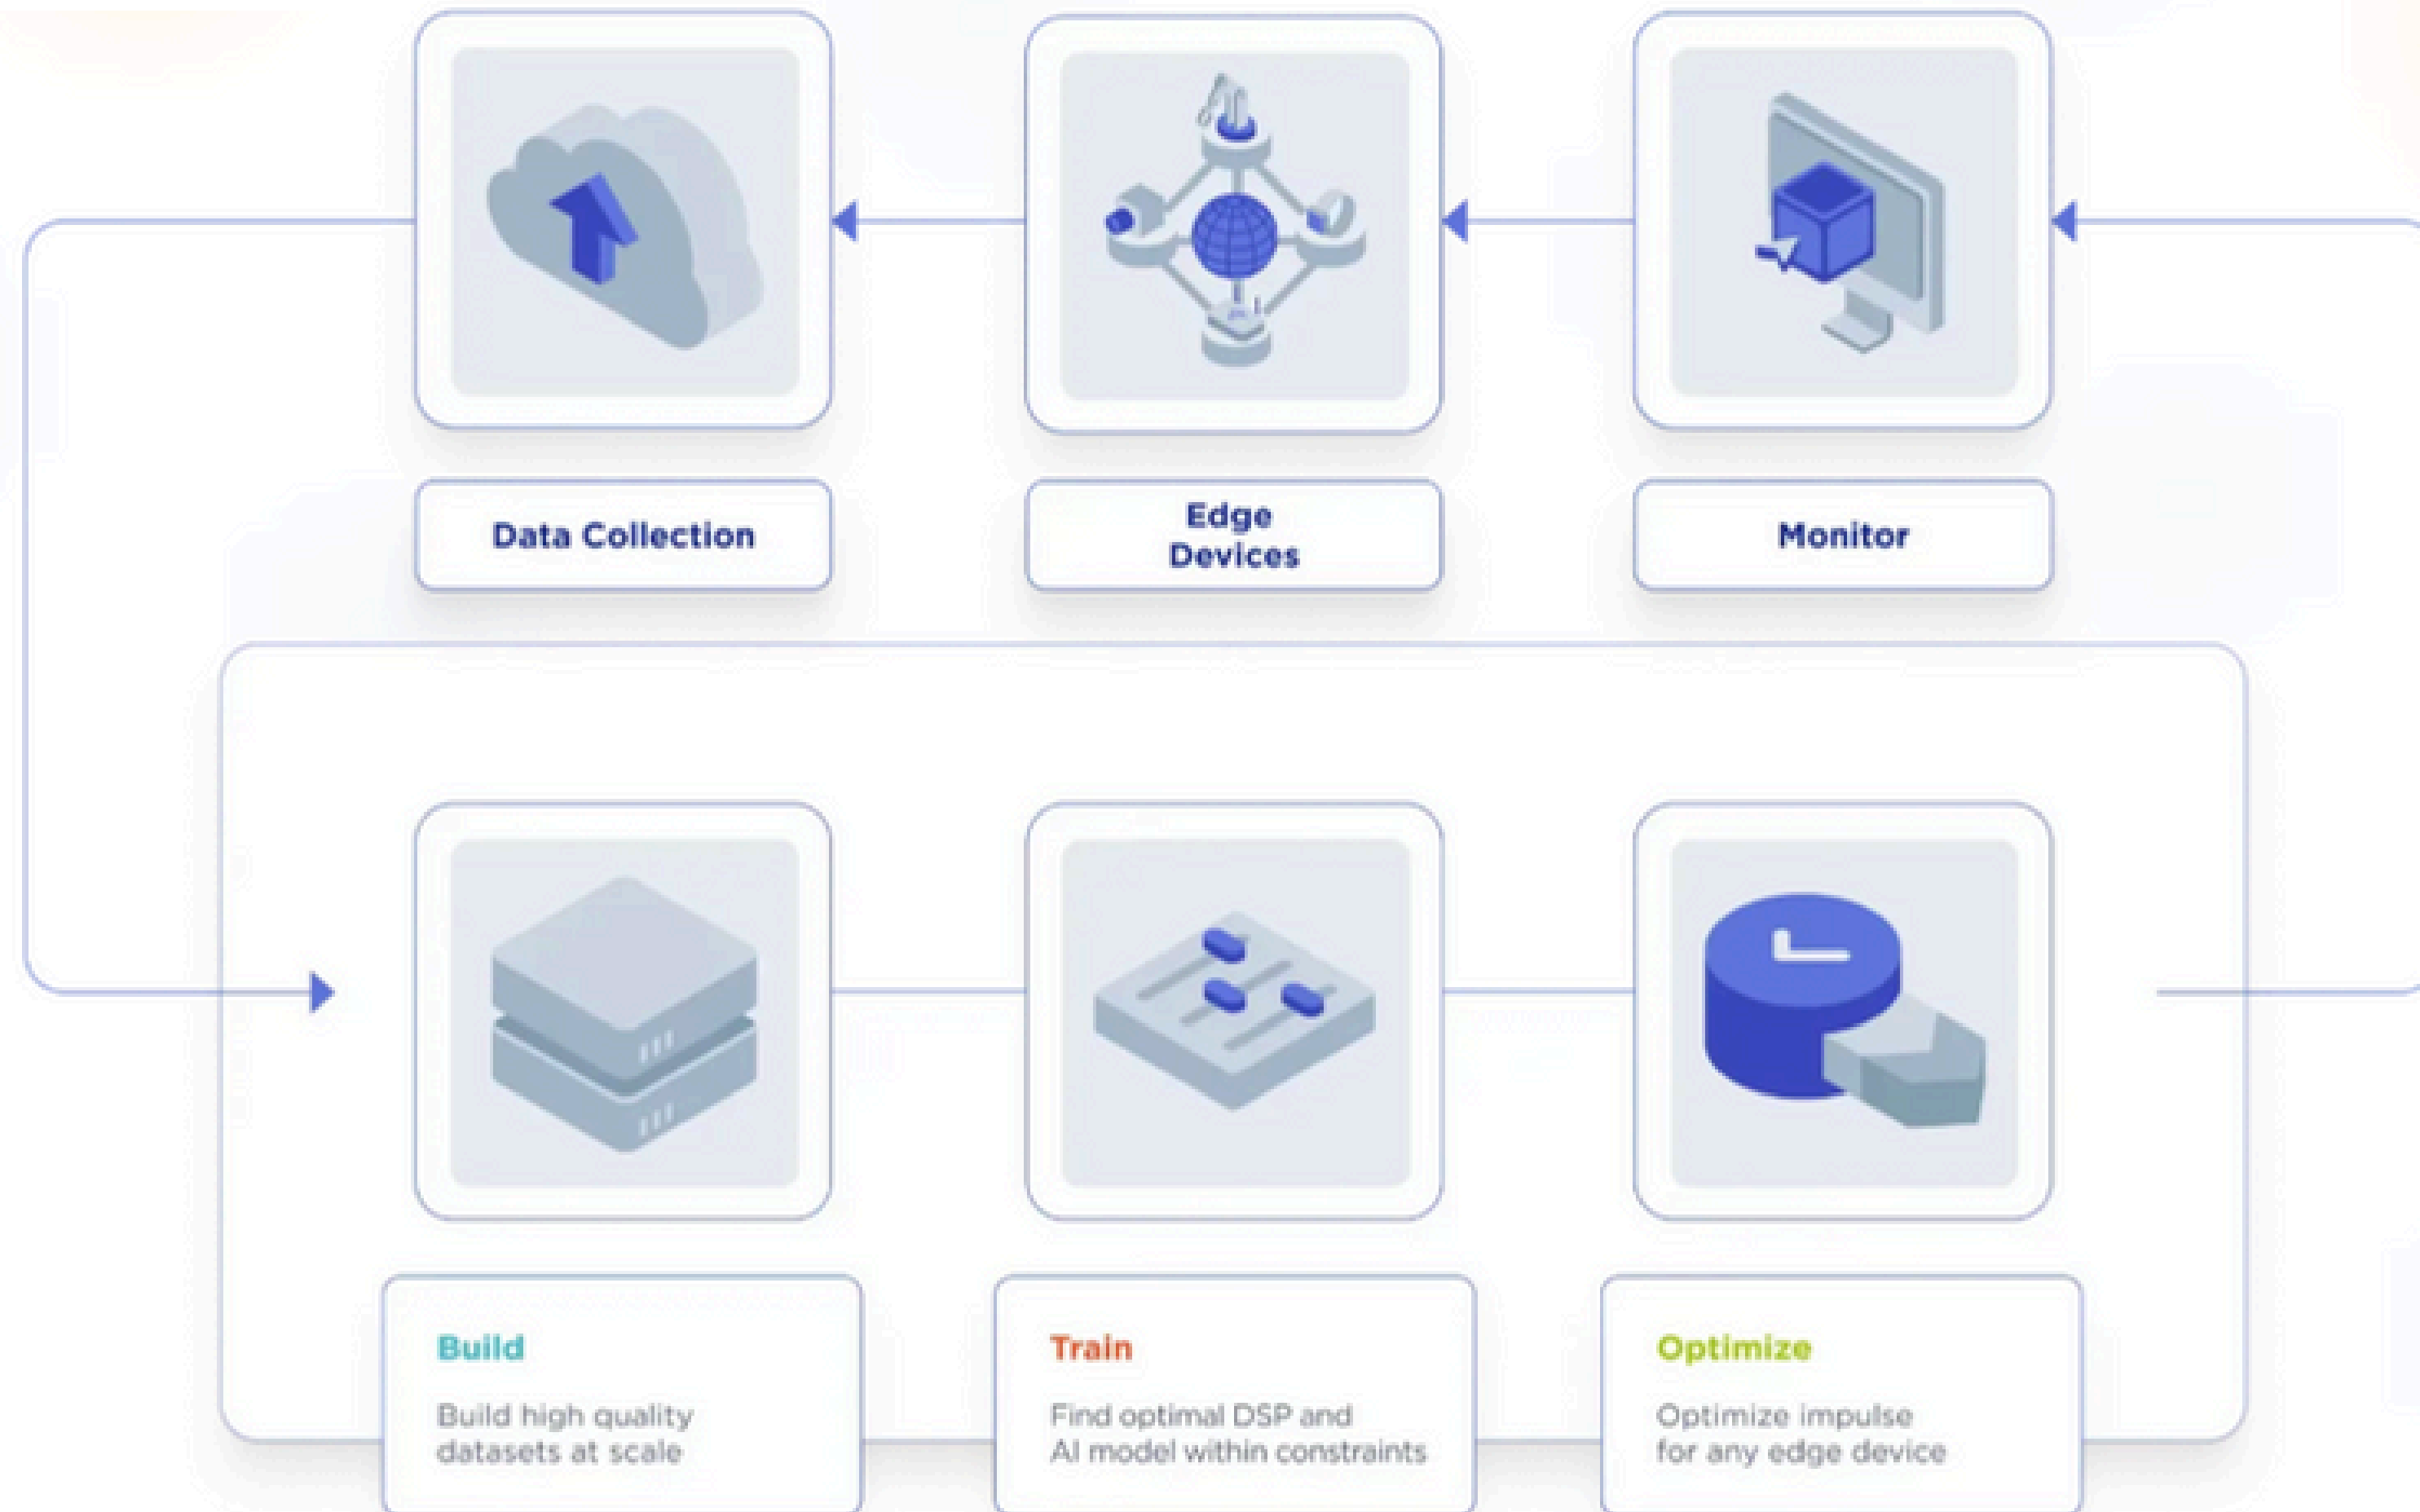 Data Collection
Edge
Devices
Monitor
Build
Build high quality
datasets at scale
Train
Find optimal DSP and
AI model within constraints
Optimize
Optimize impulse
for any edge device